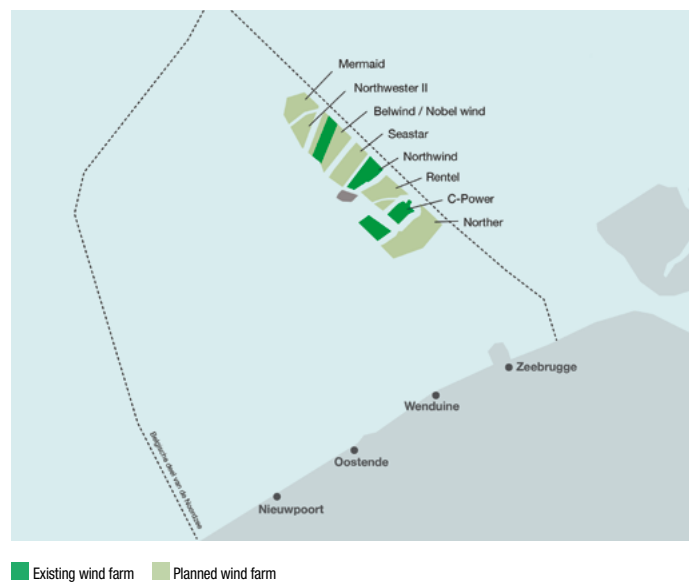 Mermaid
Northwester II
Belwind / Nobel wind
Seastar
Northwind
Rentel
C-Power
Norther
Zeebrugge
Wenduine
Oostende
Nieuwpoort
Belgische deel van de Noordzee
Existing wind farm
Planned wind farm